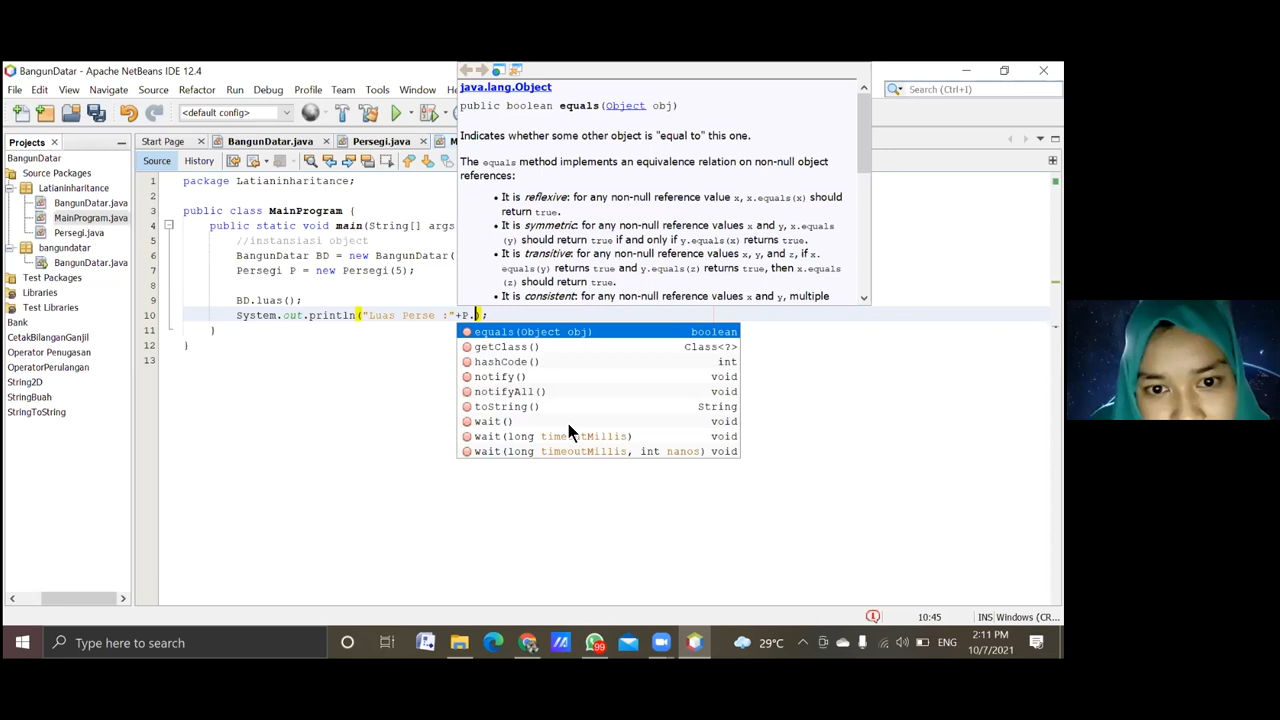 BangunDatar - Apache NetBeans IDE 12.4
File Edit View Navigate Source Refactor Run Debug Profile Team Tools Window
Search (Ctrl+I)
<default config>
Projects
Start Page
BangunDatar.java
Persegi.java
Source
History
BangunDatar
Source Packages
Latianinharitance
BangunDatar.java
MainProgram.java
Persegi.java
bangundatar
BangunDatar.java
Test Packages
Libraries
Test Libraries
Bank
CetakBilanganGanjil
Operator Penugasan
OperatorPerulangan
String2D
StringBuah
StringToString
1 package Latianinharitance;
2
3 public class MainProgram {
4 public static void main(String[] args
5 //instansiasi object
6 BangunDatar BD = new BangunDatar(
7 Persegi P = new Persegi(5);
8
9 BD.luas();
10 System.out.println("Luas Perse :"+P.);
11 }
12 }
13
java.lang.Object
public boolean equals(Object obj)
Indicates whether some other object is "equal to" this one.
The equals method implements an equivalence relation on non-null object
references:
• It is reflexive: for any non-null reference value x, x.equals(x) should
return true.
• It is symmetric: for any non-null reference values x and y, x.equals
(y) should return true if and only if y.equals(x) returns true.
• It is transitive: for any non-null reference values x, y, and z, if x.
equals(y) returns true and y.equals(z) returns true, then x.equals
(z) should return true.
• It is consistent: for any non-null reference values x and y, multiple
equals(Object obj) boolean
getClass() Class<?>
hashCode() int
notify() void
notifyAll() void
toString() String
wait() void
wait(long timeoutMillis) void
wait(long timeoutMillis, int nanos) void
10:45
INS
Windows (CR...
Type here to search
99
29°C
ENG
2:11 PM
10/7/2021